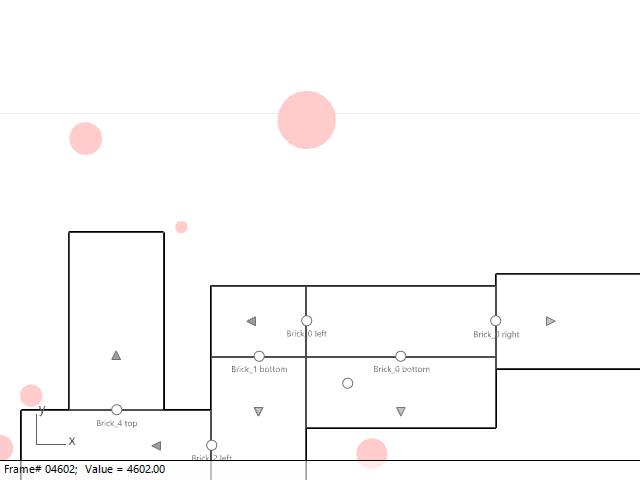 Brick_0 left
Brick_0 right
Brick_1 bottom
Brick_0 bottom
y
Brick_4 top
x
Brick_2 left
Frame# 04602; Value = 4602.00